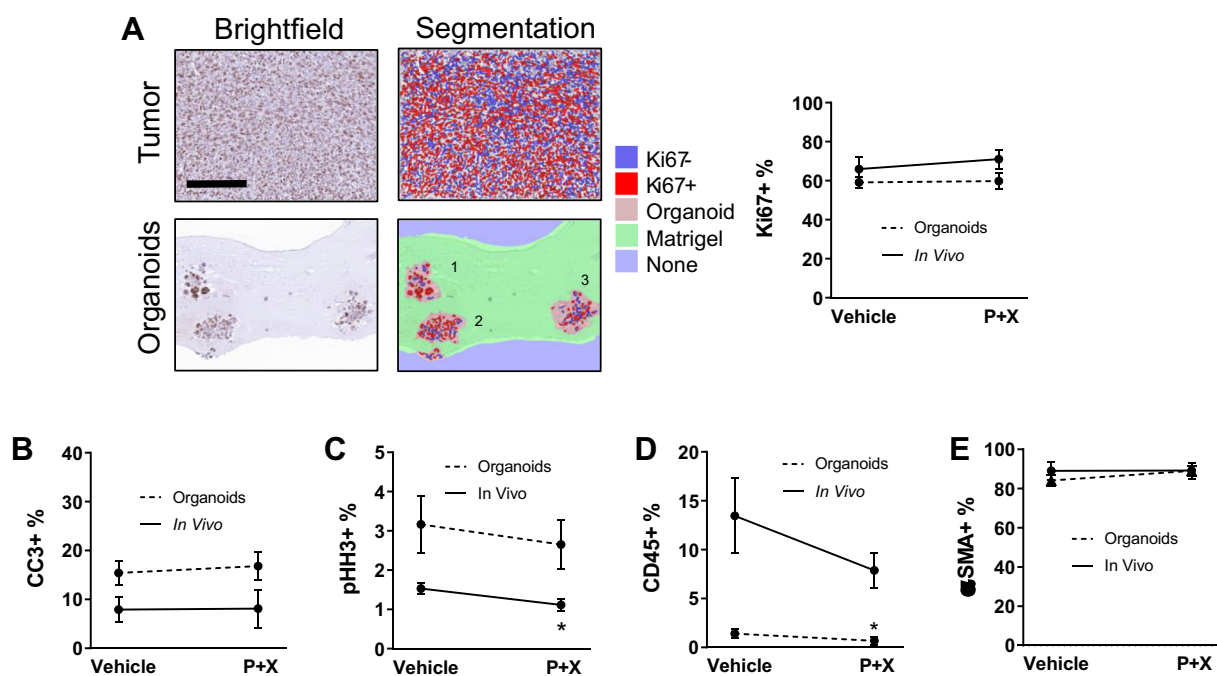 A
Brightfield
Segmentation
Tumor
Organoids
1
2
3
Ki67-
Ki67+
Organoid
Matrigel
None
Ki67+ %
100
80
60
40
20
0
Organoids
In Vivo
Vehicle
P+X
B
CC3+ %
40
30
20
10
0
Organoids
In Vivo
Vehicle
P+X
C
pHH3+ %
5
4
3
2
1
0
Organoids
In Vivo
*
Vehicle
P+X
D
CD45+ %
20
15
10
5
0
Organoids
In Vivo
*
Vehicle
P+X
E
SMA+ %
100
80
60
40
20
0
Organoids
In Vivo
Vehicle
P+X